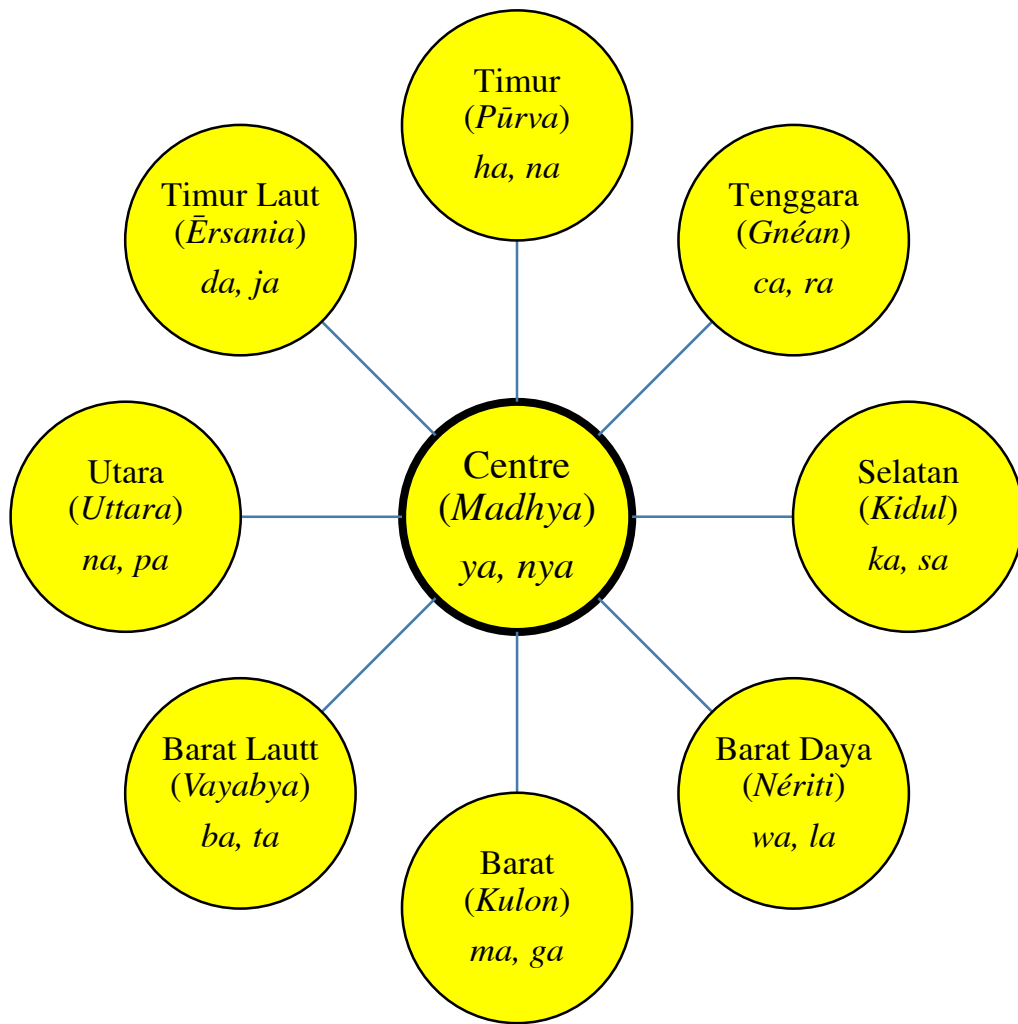 Timur
(Pūrva)
ha, na
Timur Laut
(Ērsania)
da, ja
Tenggara
(Gnéan)
ca, ra
Utara
(Uttara)
na, pa
Centre
(Madhya)
ya, nya
Selatan
(Kidul)
ka, sa
Barat Lautt
(Vayabya)
ba, ta
Barat Daya
(Nériti)
wa, la
Barat
(Kulon)
ma, ga